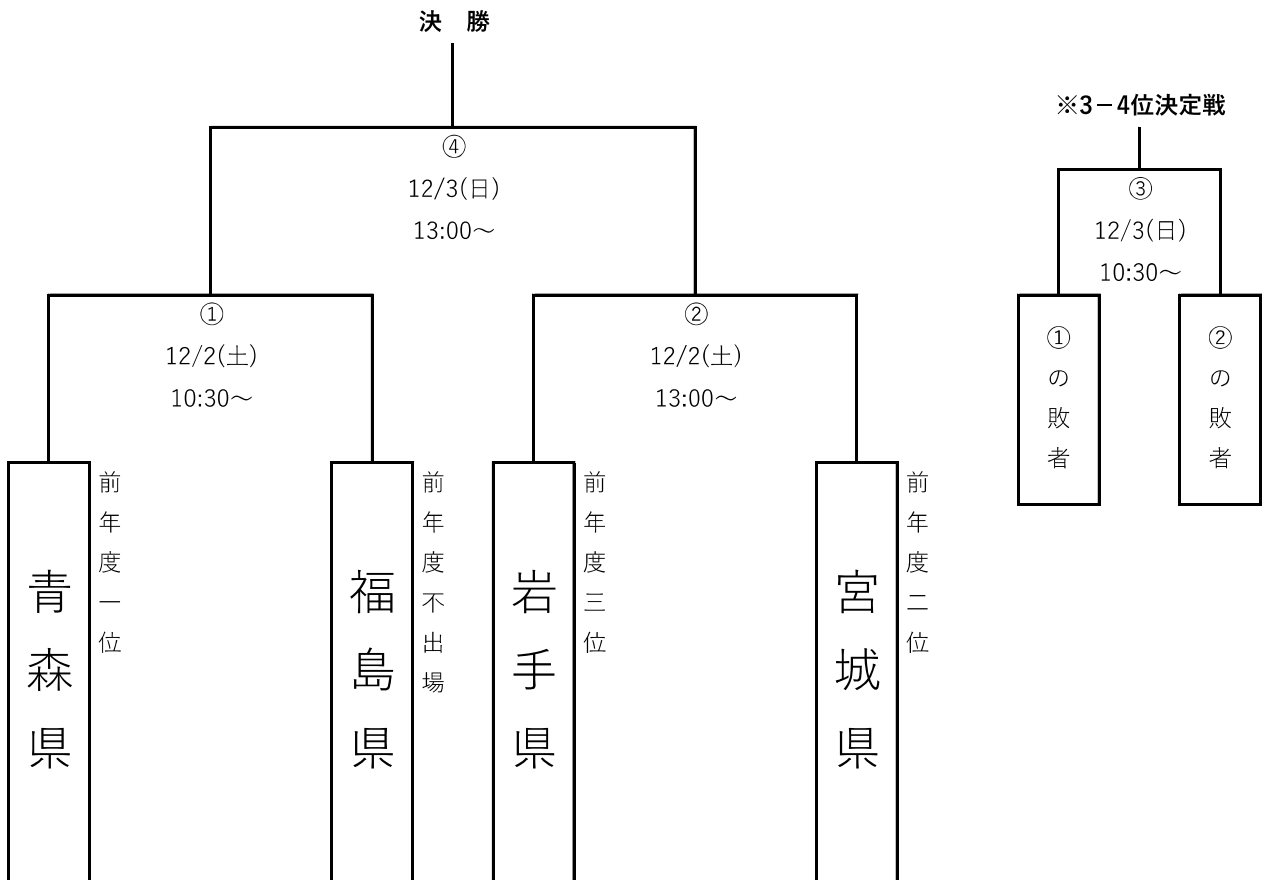 決　勝
④
12/3(日)
13:00～
※3－4位決定戦
③
12/3(日)
10:30～
①の敗者
②の敗者
①
12/2(土)
10:30～
②
12/2(土)
13:00～
青森県
前年度一位
福島県
前年度不出場
岩手県
前年度三位
宮城県
前年度二位